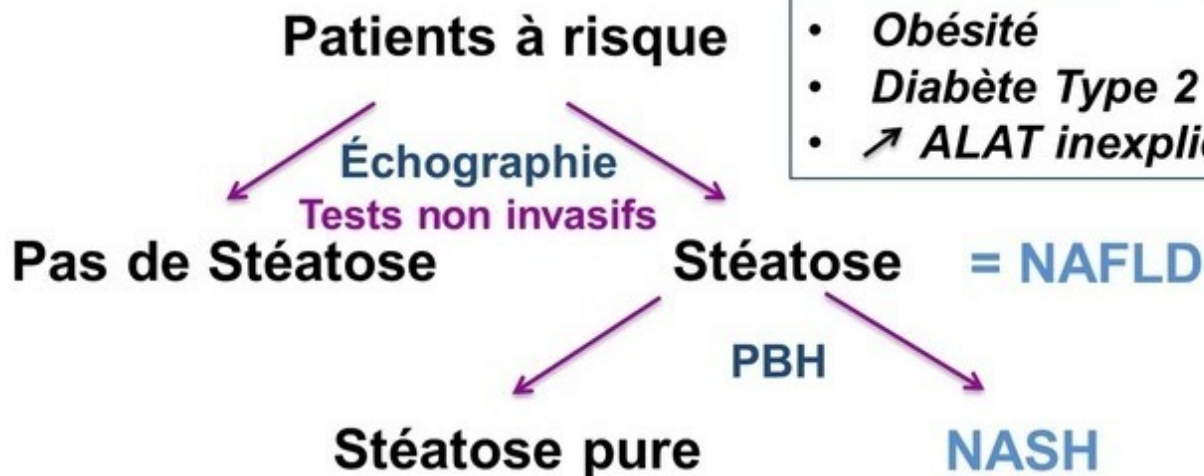 Patients à risque
• Obésité
• Diabète Type 2
• ↗ ALAT
Échographie
Tests non invasifs
Pas de Stéatose
Stéatose = NAFLD
PBH
Stéatose pure
NASH